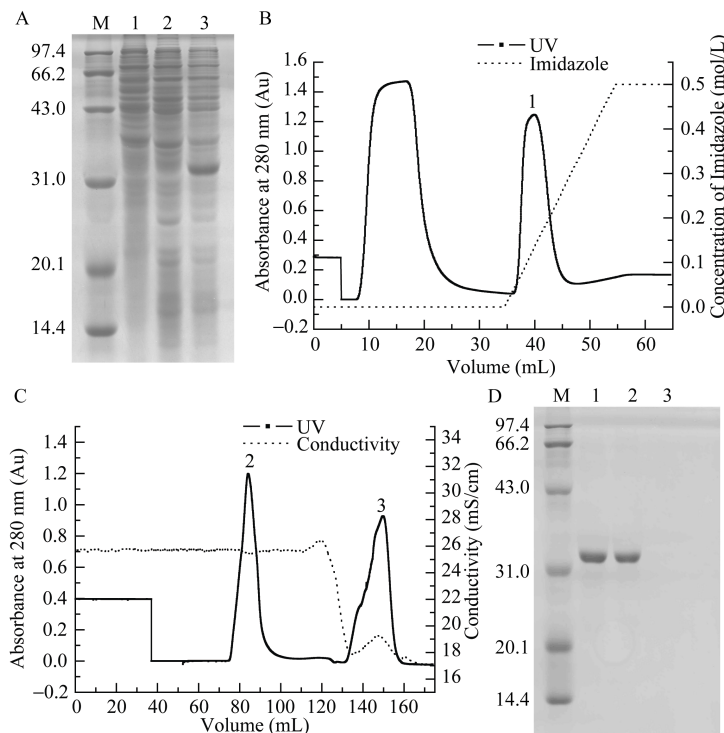 A
M 1 2 3
97.4
66.2
43.0
31.0
20.1
14.4
B
UV
Imidazole
1
Absorbance at 280 nm (Au)
1.6
1.4
1.2
1.4
0.8
0.6
0.4
0.2
0.0
−0.2
0 10 20 30 40 50 60
Volume (mL)
0.5
0.4
0.3
0.2
0.1
0.0
Concentration of Imidazole (mol/L)
C
UV
Conductivity
2
3
Absorbance at 280 nm (Au)
1.4
1.2
1.0
0.8
0.4
0.2
0.0
−0.2
0 20 40 60 80 100 120 140 160
Volume (mL)
34
32
30
28
26
24
22
20
18
16
Conductivity (mS/cm)
D
M 1 2 3
97.4
66.2
43.0
31.0
20.1
14.4